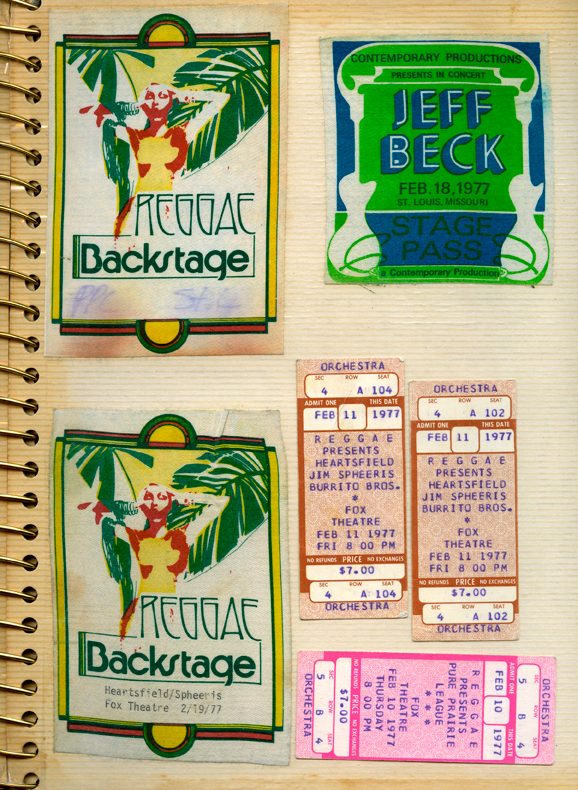 REGGAE
Backstage
CONTEMPORARY PRODUCTIONS
PRESENTS IN CONCERT
JEFF
BECK
FEB. 18, 1977
ST. LOUIS, MISSOURI
STAGE
PASS
a Contemporary Production
REGGAE
Backstage
Heartsfield/Spheeris
Fox Theatre 2/19/77
ORCHESTRA
SEC ROW SEAT
4 A 104
ADMIT ONE THIS DATE
FEB 11 1977
REGGAE
PRESENTS
HEARTSFIELD
JIM SPHEERIS
BURRITO BROS.
*
FOX
THEATRE
FEB 11 1977
FRI 8 00 PM
NO REFUNDS PRICE NO EXCHANGES
$7.00
4 A 104
SEC ROW SEAT
ORCHESTRA
ORCHESTRA
SEC ROW SEAT
4 A 102
ADMIT ONE THIS DATE
FEB 11 1977
REGGAE
PRESENTS
HEARTSFIELD
JIM SPHEERIS
BURRITO BROS.
*
FOX
THEATRE
FEB 11 1977
FRI 8 00 PM
NO REFUNDS PRICE NO EXCHANGES
$7.00
4 A 102
SEC ROW SEAT
ORCHESTRA
ORCHESTRA
SEC ROW SEAT
5 B 4
ADMIT ONE THIS DATE
FEB 10 1977
REGGAE
PRESENTS
PURE PRAIRIE
LEAGUE
* * *
FOX
THEATRE
FEB 10 1977
THURSDAY
8 00 PM
NO REFUNDS PRICE NO EXCHANGES
$7.00
5 B 4
SEC ROW SEAT
ORCHESTRA